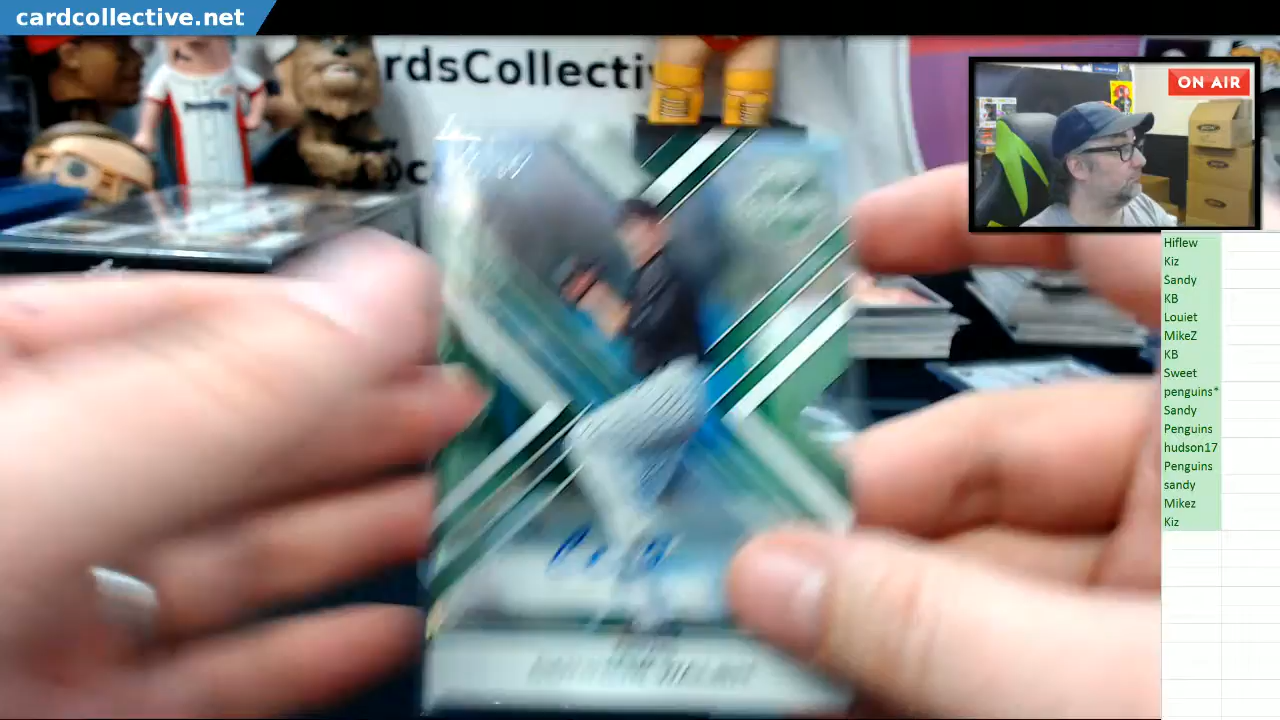 cardcollective.net
rdsCollecti
@c
ON AIR
Hiflew
Kiz
Sandy
KB
Louiet
MikeZ
KB
Sweet
penguins*
Sandy
Penguins
hudson17
Penguins
sandy
Mikez
Kiz